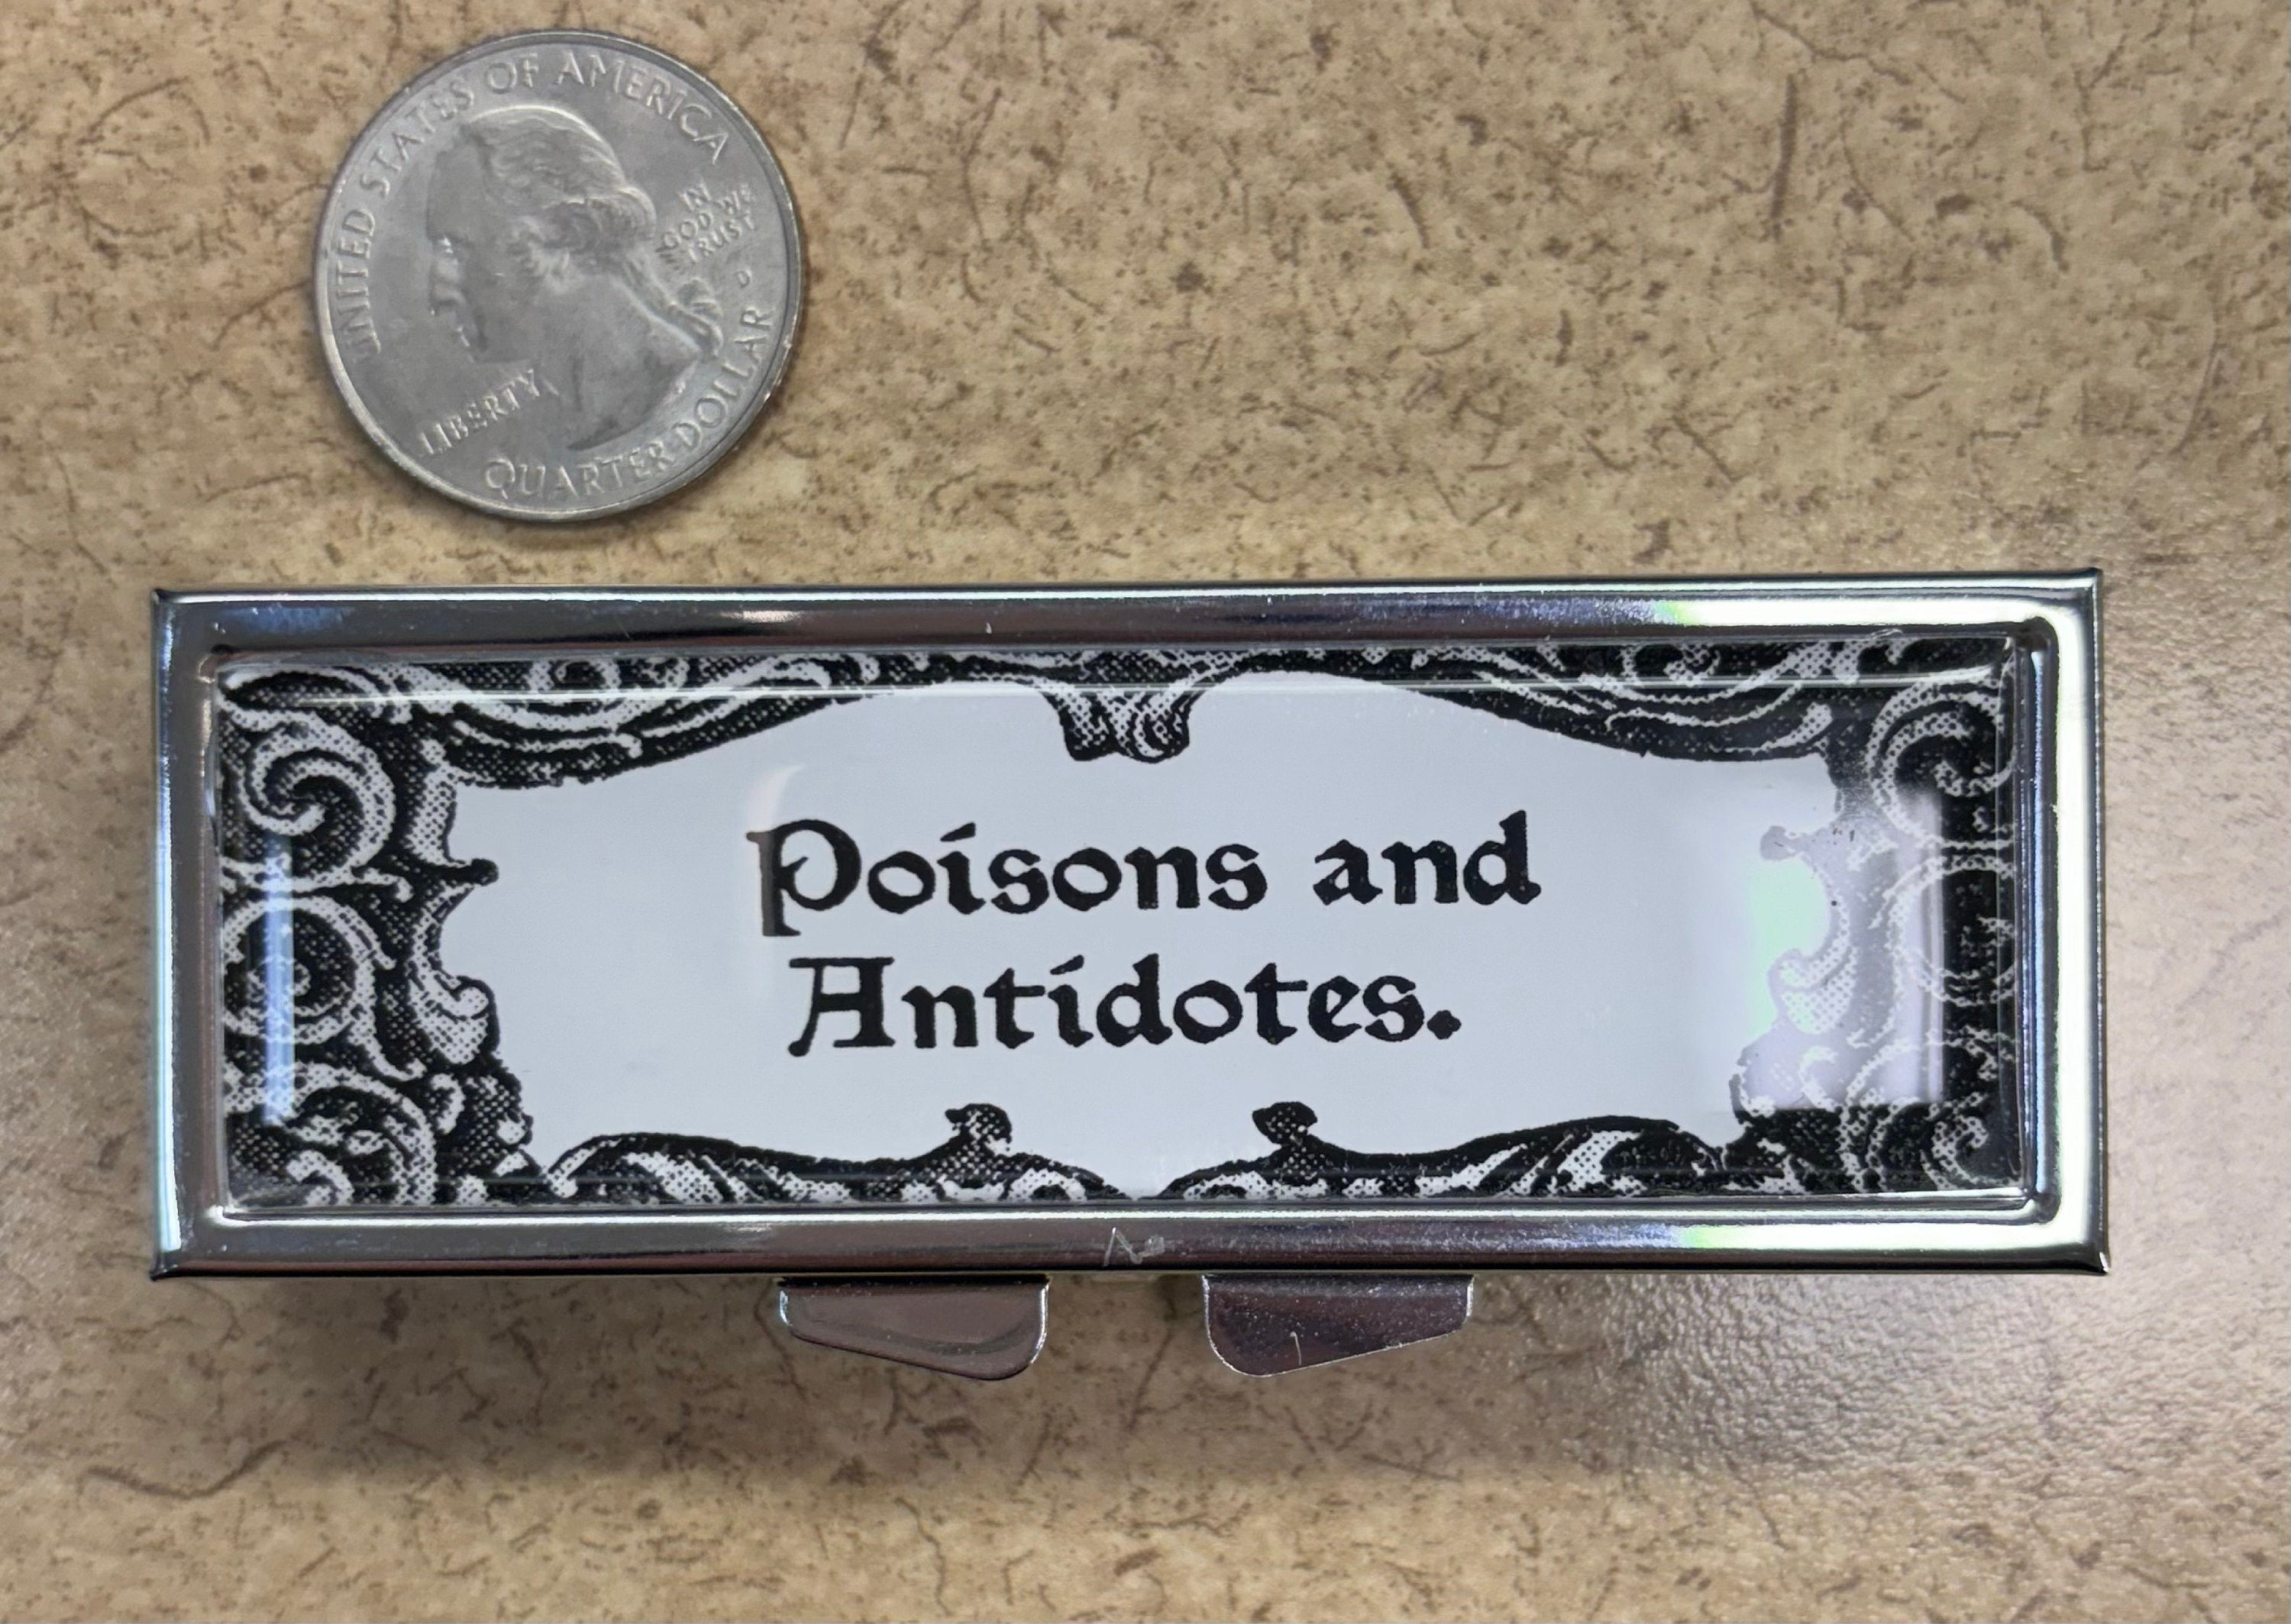 UNITED STATES OF AMERICA
IN
GOD WE
TRUST
D
LIBERTY
QUARTER DOLLAR
Poisons and
Antidotes.